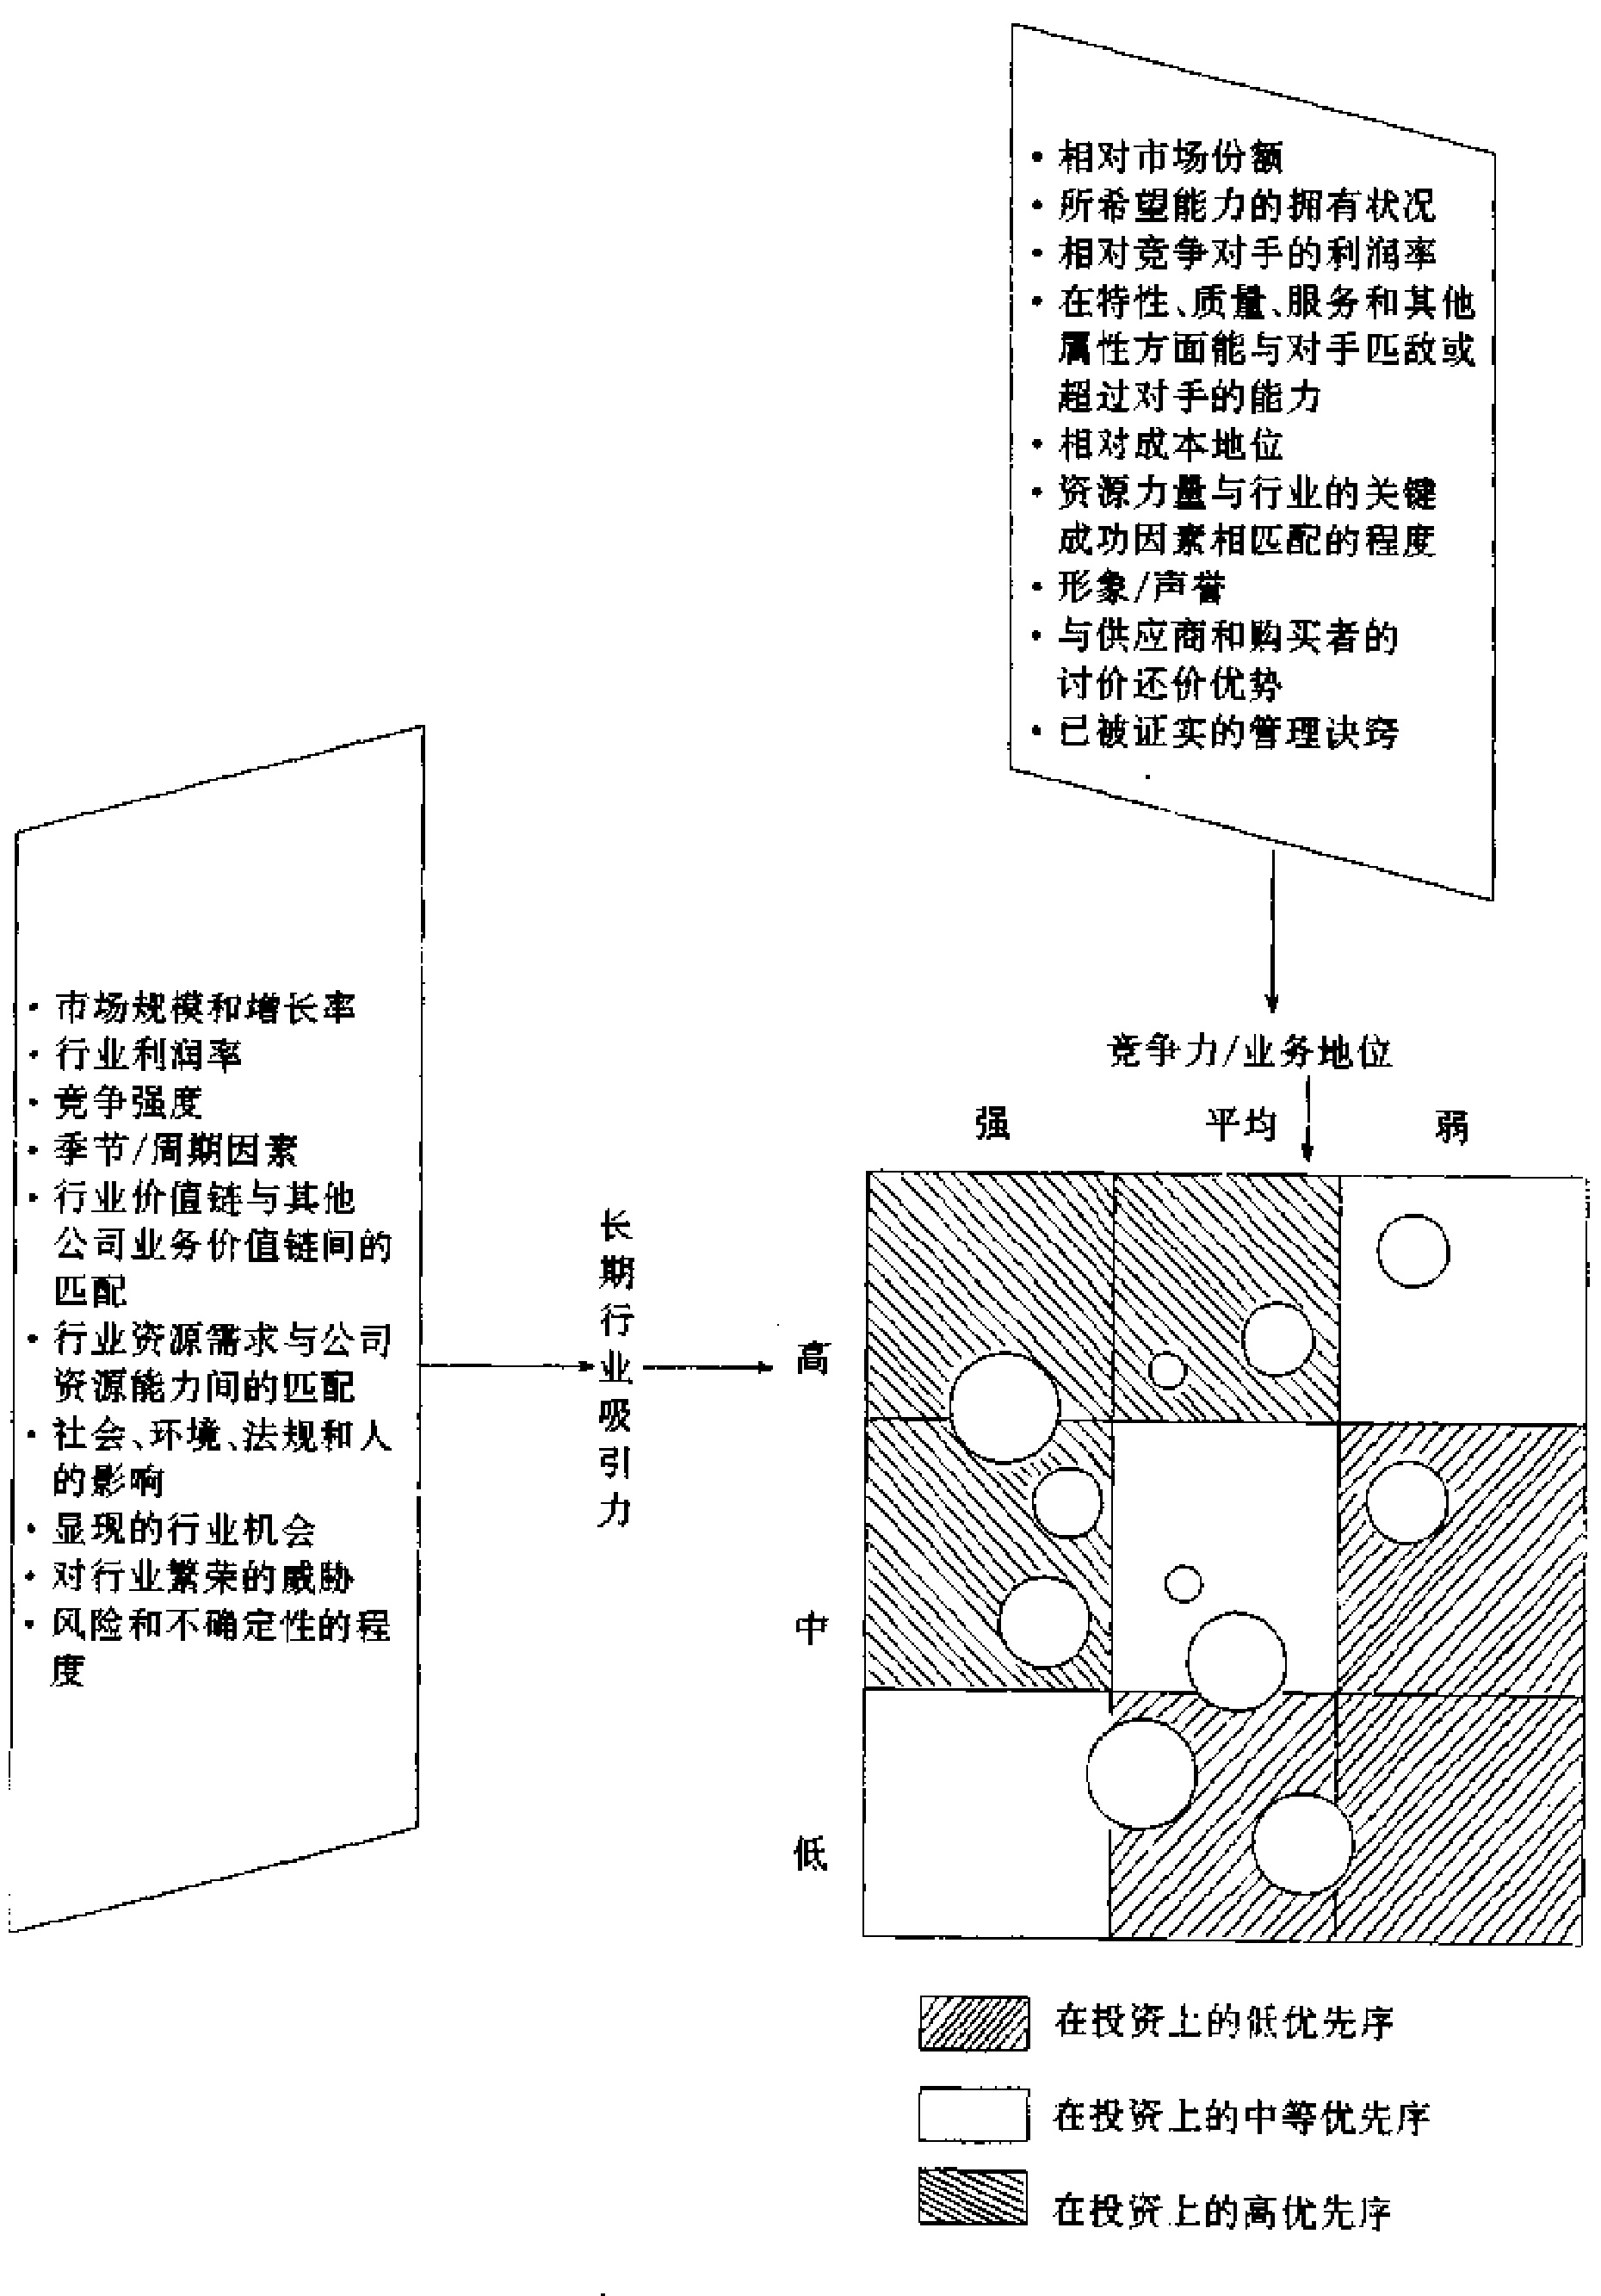 ·相对市场份额
·所希望能力的拥有状况
·相对竞争对手的利润率
·在特性、质量、服务和其他
属性方面能与对手匹敌或
超过对手的能力
·相对成本地位
·资源力量与行业的关键
成功因素相匹配的程度
·形象/声誉
·与供应商和购买者的
讨价还价优势
·已被证实的管理诀窍
·市场规模和增长率
·行业利润率
·竞争强度
·季节/周期因素
·行业价值链与其他
公司业务价值链间的
匹配
·行业资源需求与公司
资源能力间的匹配
·社会、环境、法规和人
的影响
·显现的行业机会
·对行业繁荣的威胁
·风险和不确定性的程
度
长期行业吸引力
竞争力/业务地位
强 平均 弱
高
中
低
在投资上的低优先序
在投资上的中等优先序
在投资上的高优先序